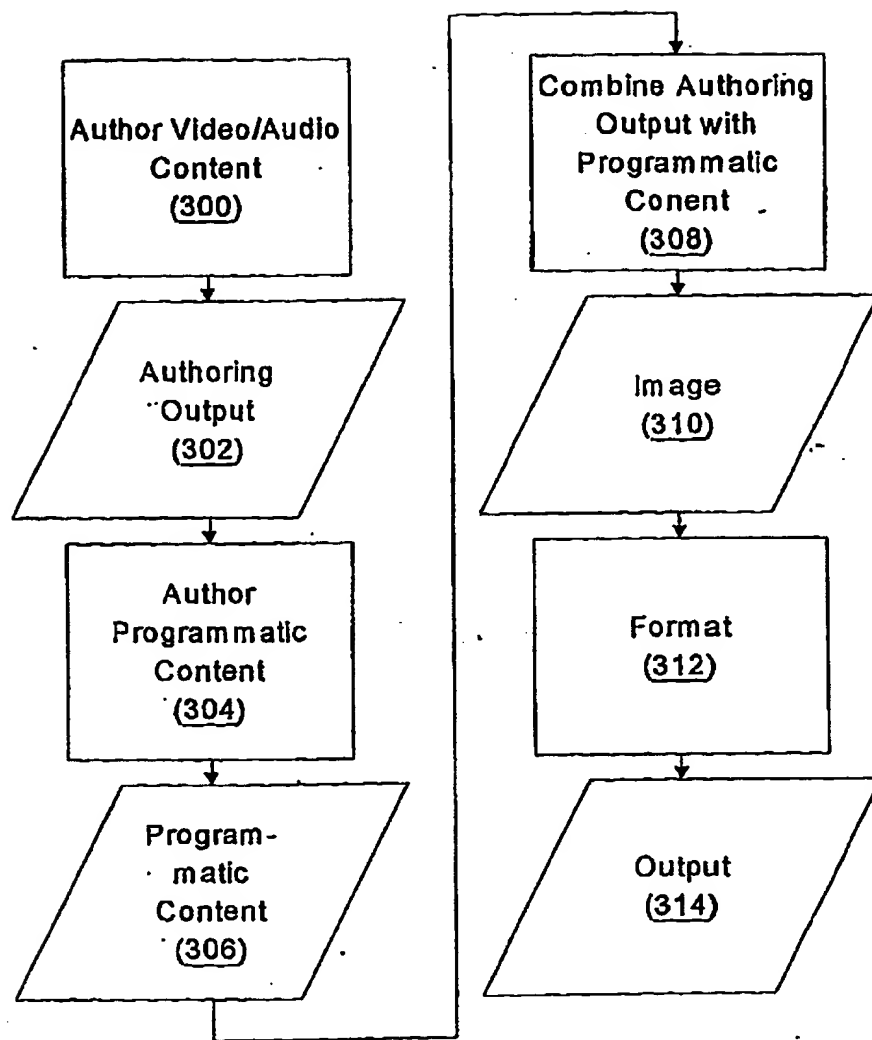 Author Video/Audio
Content
(300)
Authoring
Output
(302)
Author
Programmatic
Content
(304)
Program-
matic
Content
(306)
Combine Authoring
Output with
Programmatic
Conent
(308)
Image
(310)
Format
(312)
Output
(314)